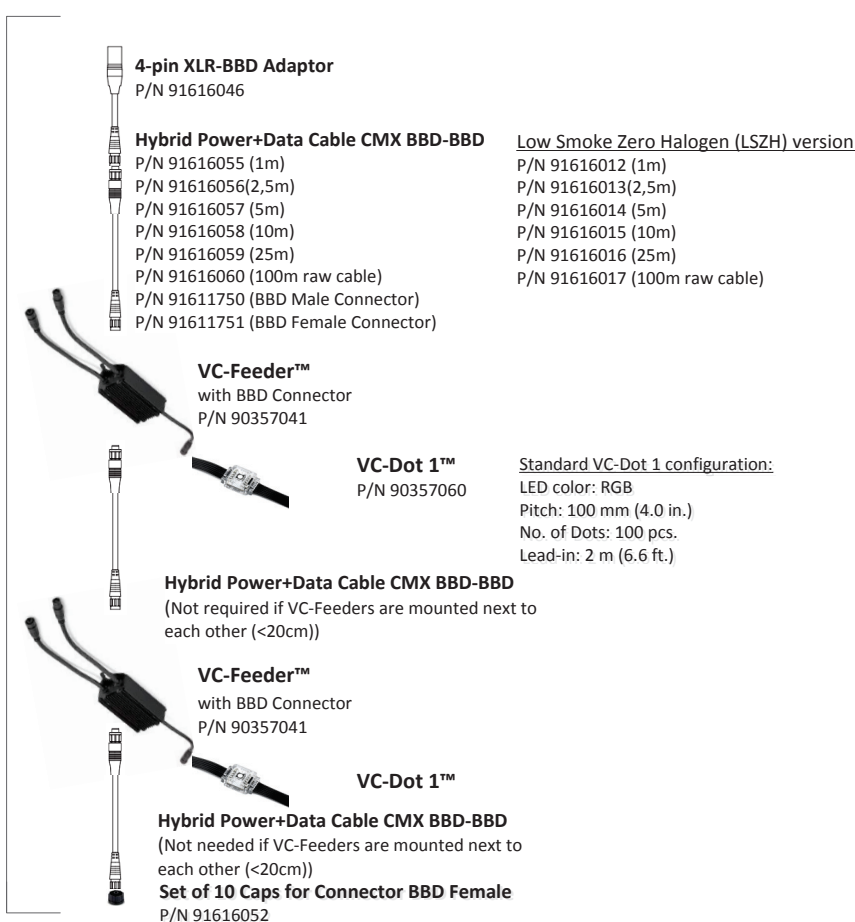 4-pin XLR-BBD Adaptor
P/N 91616046
Hybrid Power+Data Cable CMX BBD-BBD
P/N 91616055 (1m)
P/N 91616056(2,5m)
P/N 91616057 (5m)
P/N 91616058 (10m)
P/N 91616059 (25m)
P/N 91616060 (100m raw cable)
P/N 91611750 (BBD Male Connector)
P/N 91611751 (BBD Female Connector)
Low Smoke Zero Halogen (LSZH) version
P/N 91616012 (1m)
P/N 91616013(2,5m)
P/N 91616014 (5m)
P/N 91616015 (10m)
P/N 91616016 (25m)
P/N 91616017 (100m raw cable)
VC-Feeder™
with BBD Connector
P/N 90357041
VC-Dot 1™
P/N 90357060
Standard VC-Dot 1 configuration:
LED color: RGB
Pitch: 100 mm (4.0 in.)
No. of Dots: 100 pcs.
Lead-in: 2 m (6.6 ft.)
Hybrid Power+Data Cable CMX BBD-BBD
(Not required if VC-Feeders are mounted next to
each other (<20cm))
VC-Feeder™
with BBD Connector
P/N 90357041
VC-Dot 1™
Hybrid Power+Data Cable CMX BBD-BBD
(Not needed if VC-Feeders are mounted next to
each other (<20cm))
Set of 10 Caps for Connector BBD Female
P/N 91616052